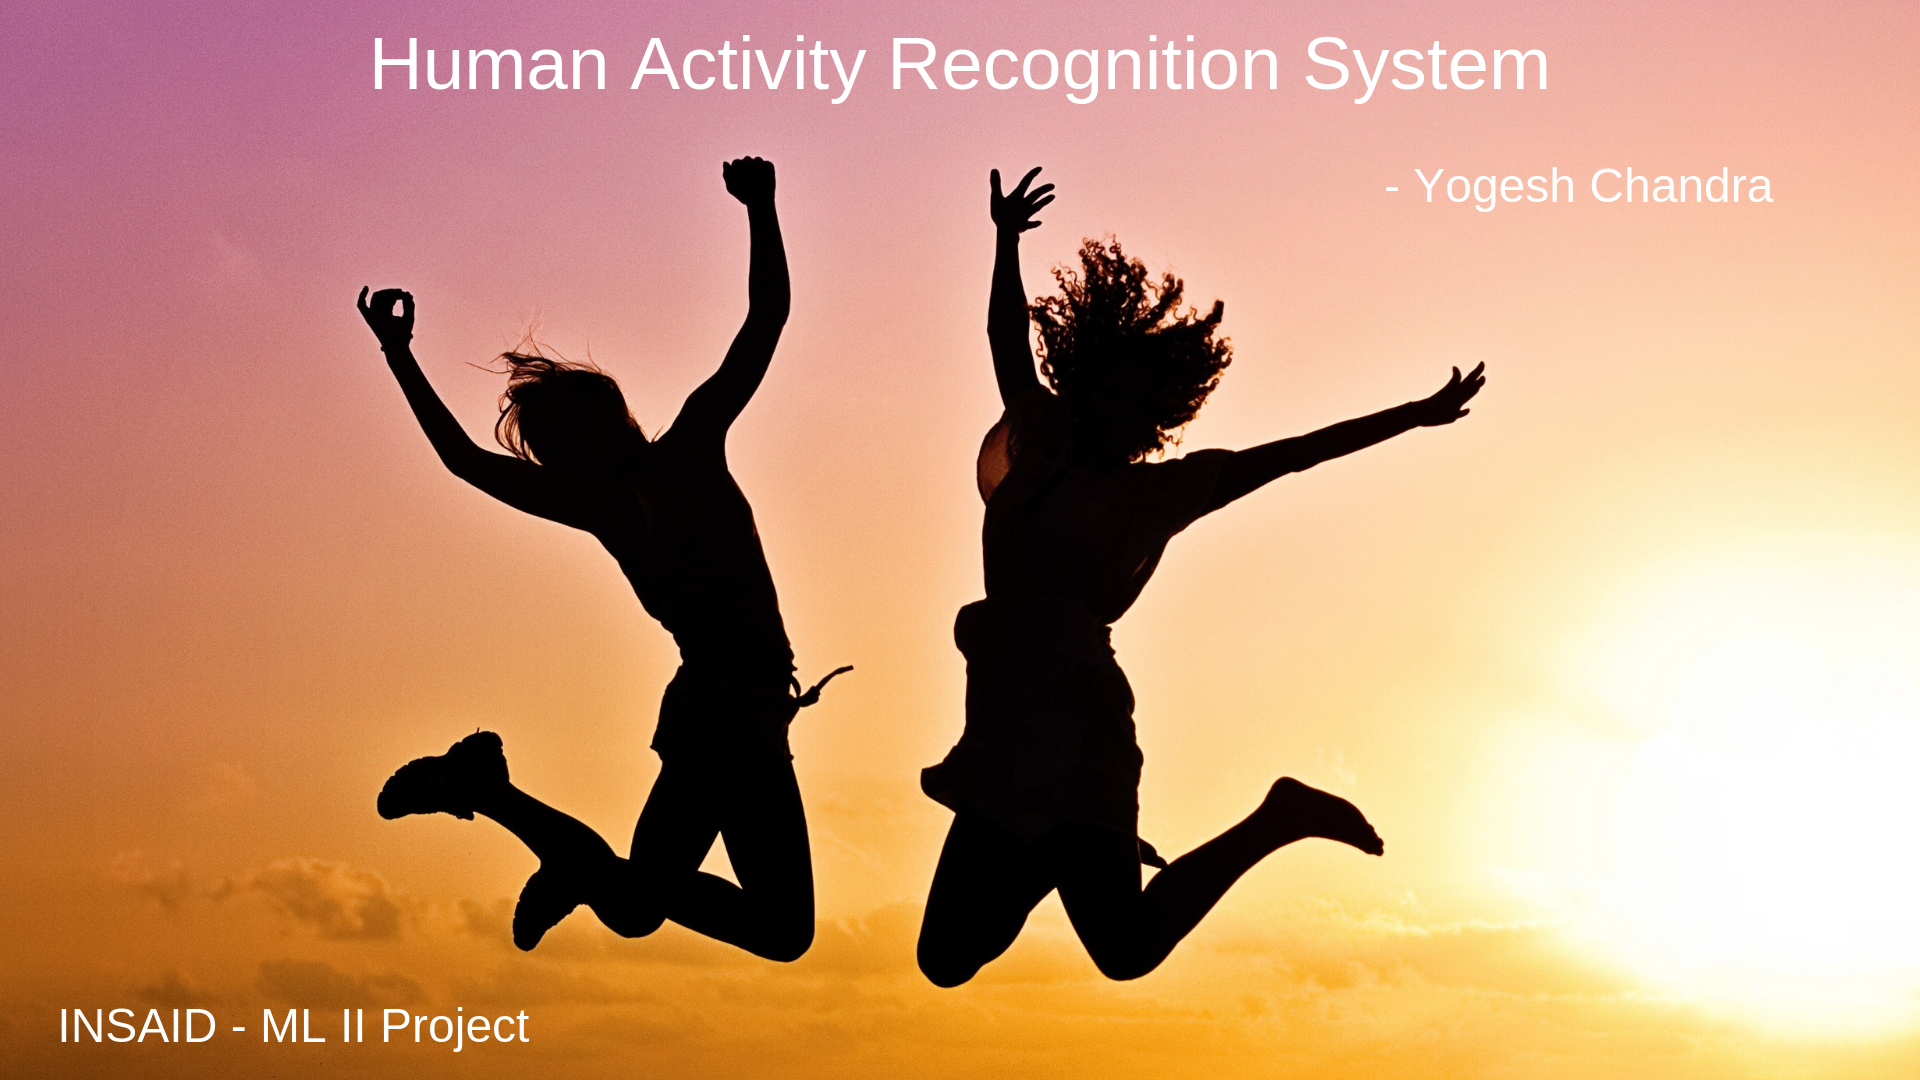 Human Activity Recognition System
- Yogesh Chandra
INSAID - ML II Project